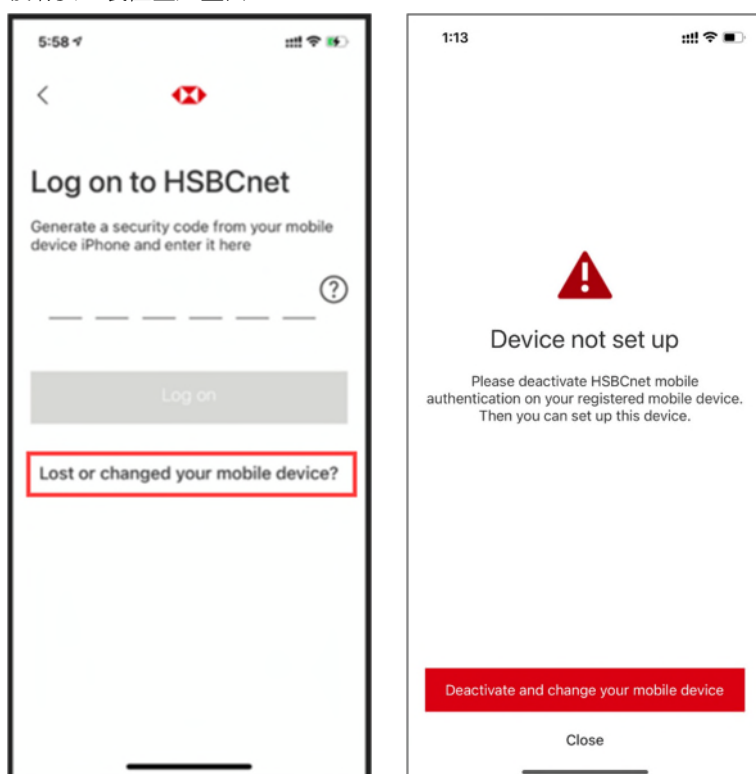 5:58
Log on to HSBCnet
Generate a security code from your mobile
device iPhone and enter it here
Log on
Lost or changed your mobile device?
1:13
Device not set up
Please deactivate HSBCnet mobile
authentication on your registered mobile device.
Then you can set up this device.
Deactivate and change your mobile device
Close